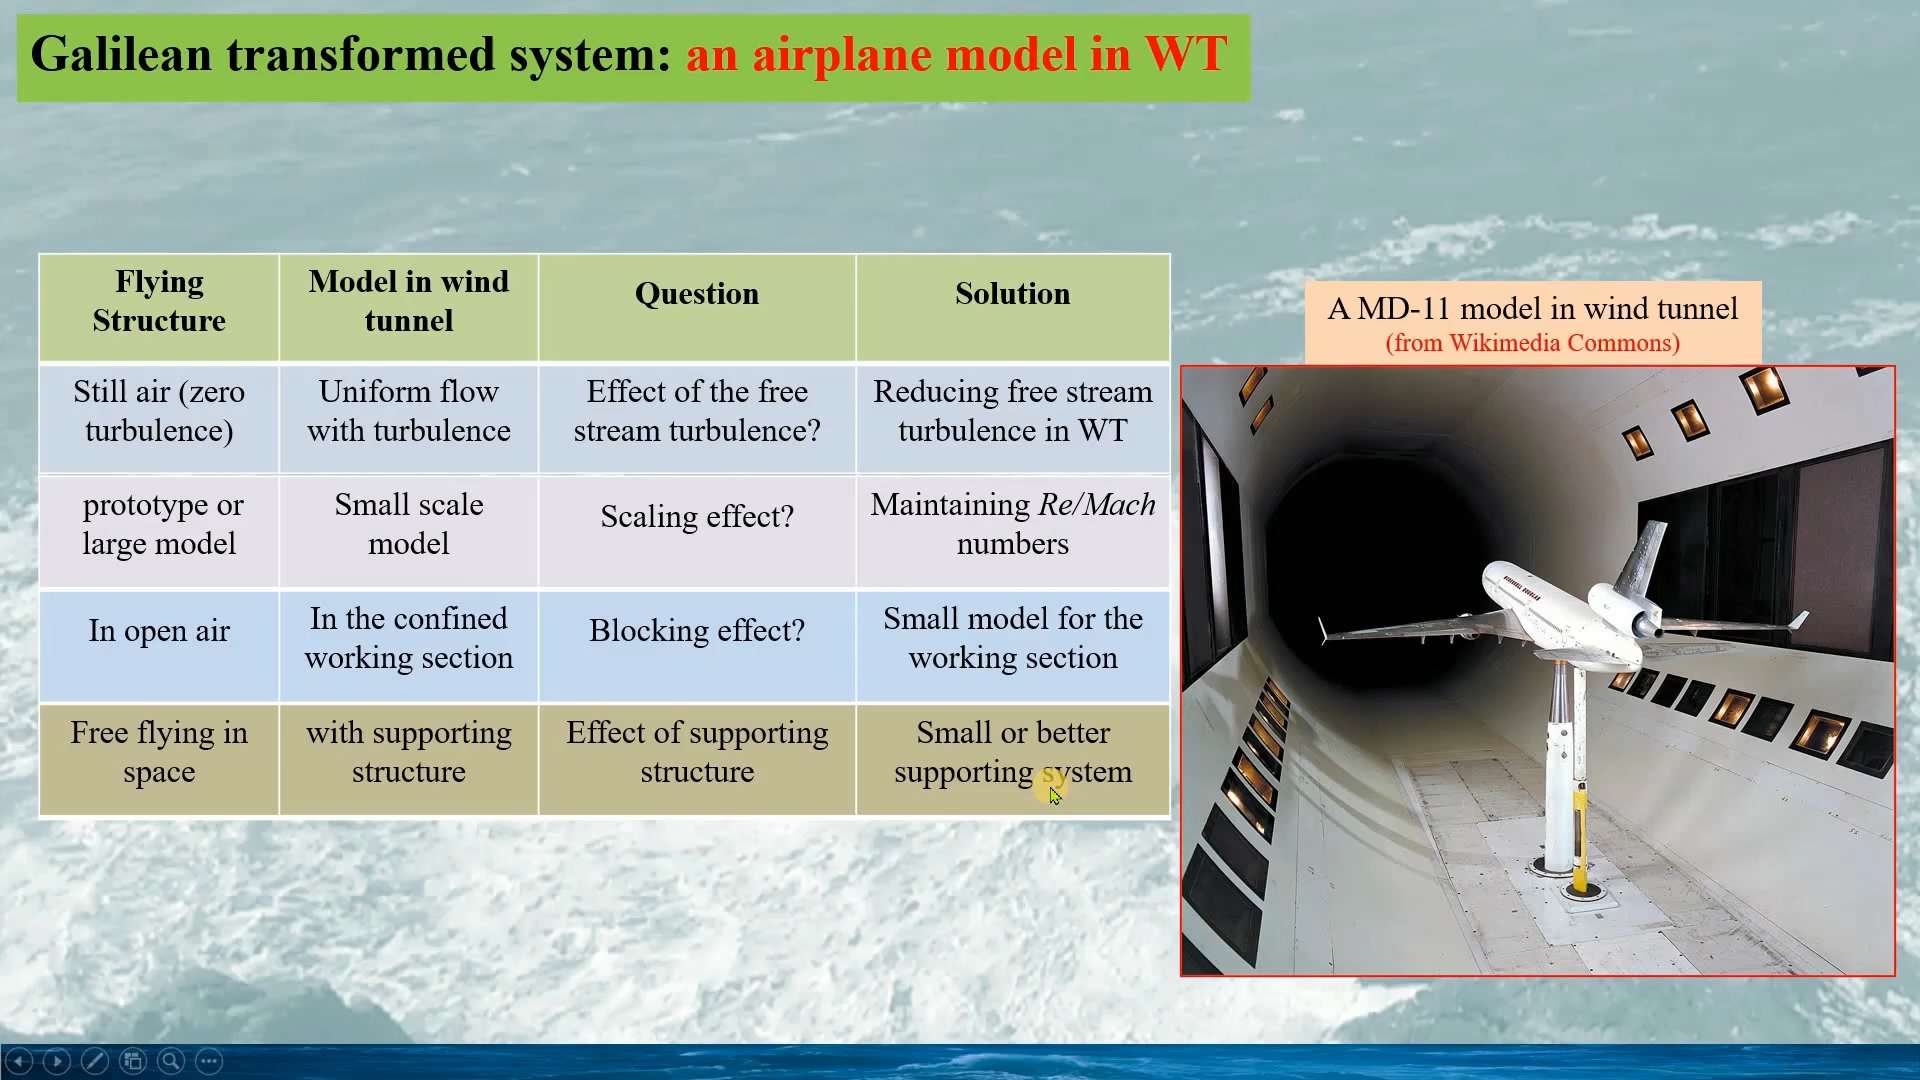 Galilean transformed system: an airplane model in WT
Flying
Structure
Model in wind
tunnel
Question
Solution
Still air (zero
turbulence)
Uniform flow
with turbulence
Effect of the free
stream turbulence?
Reducing free stream
turbulence in WT
prototype or
large model
Small scale
model
Scaling effect?
Maintaining Re/Mach
numbers
In open air
In the confined
working section
Blocking effect?
Small model for the
working section
Free flying in
space
with supporting
structure
Effect of supporting
structure
Small or better
supporting system
A MD-11 model in wind tunnel
(from Wikimedia Commons)